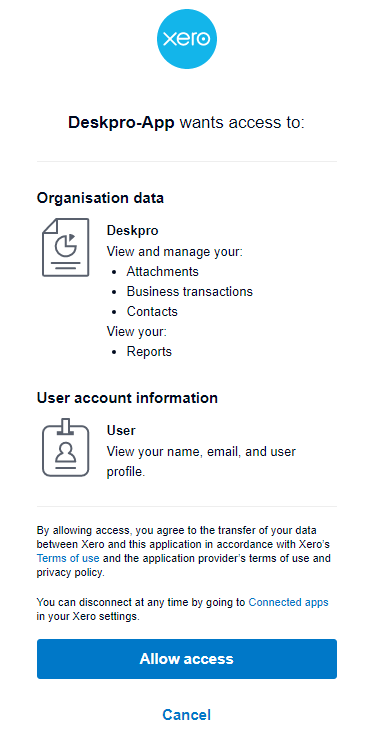 xero
Deskpro-App wants access to:
Organisation data
Deskpro
View and manage your:
• Attachments
• Business transactions
• Contacts
View your:
• Reports
User account information
User
View your name, email, and user
profile.
By allowing access, you agree to the transfer of your data
between Xero and this application in accordance with Xero's
Terms of use and the application provider's terms of use and
privacy policy.
You can disconnect at any time by going to Connected apps
in your Xero settings.
Allow access
Cancel